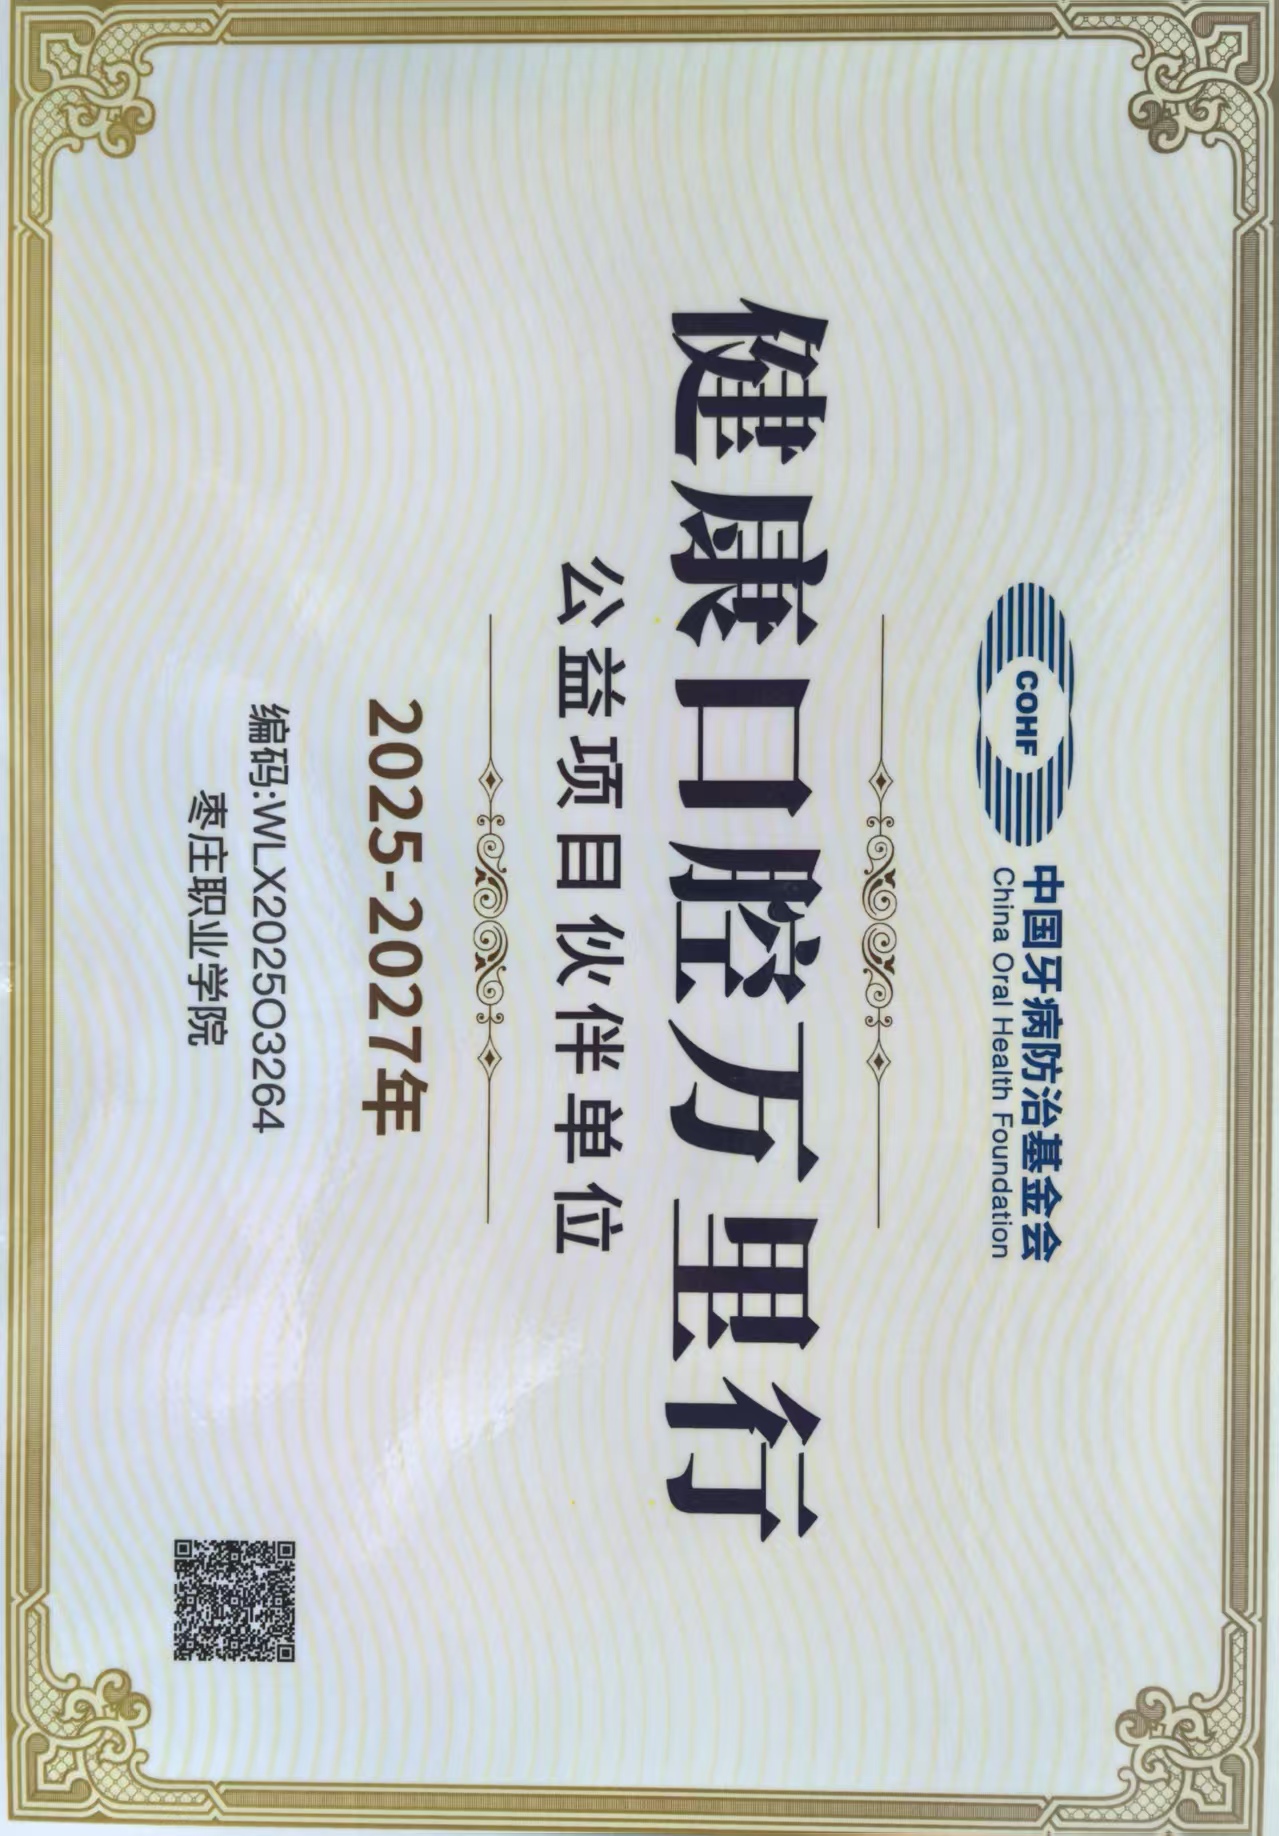 COHF
中国牙病防治基金会
China Oral Health Foundation
健康口腔万里行
公益项目伙伴单位
2025-2027年
编码:WLX202503264
枣庄职业学院